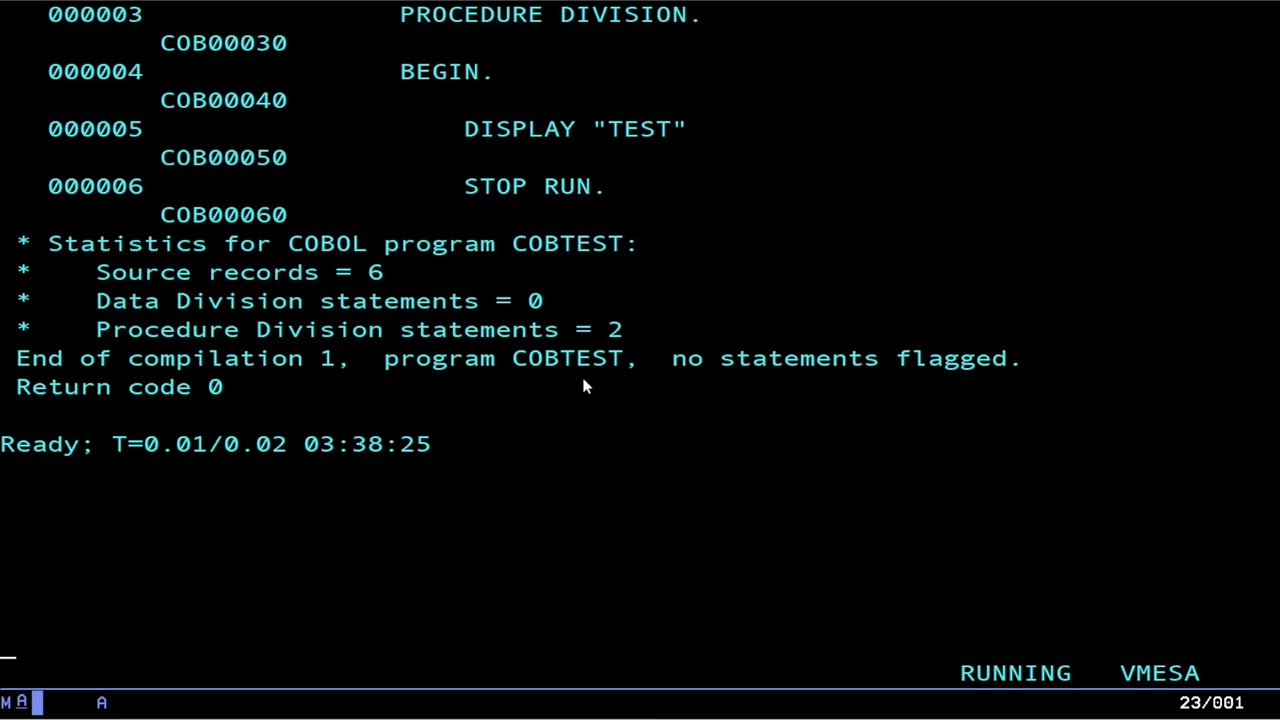 000003 PROCEDURE DIVISION.
COB00030
000004 BEGIN.
COB00040
000005 DISPLAY "TEST"
COB00050
000006 STOP RUN.
COB00060
* Statistics for COBOL program COBTEST:
* Source records = 6
* Data Division statements = 0
* Procedure Division statements = 2
End of compilation 1, program COBTEST, no statements flagged.
Return code 0
Ready; T=0.01/0.02 03:38:25
RUNNING VMESA
M A A 23/001